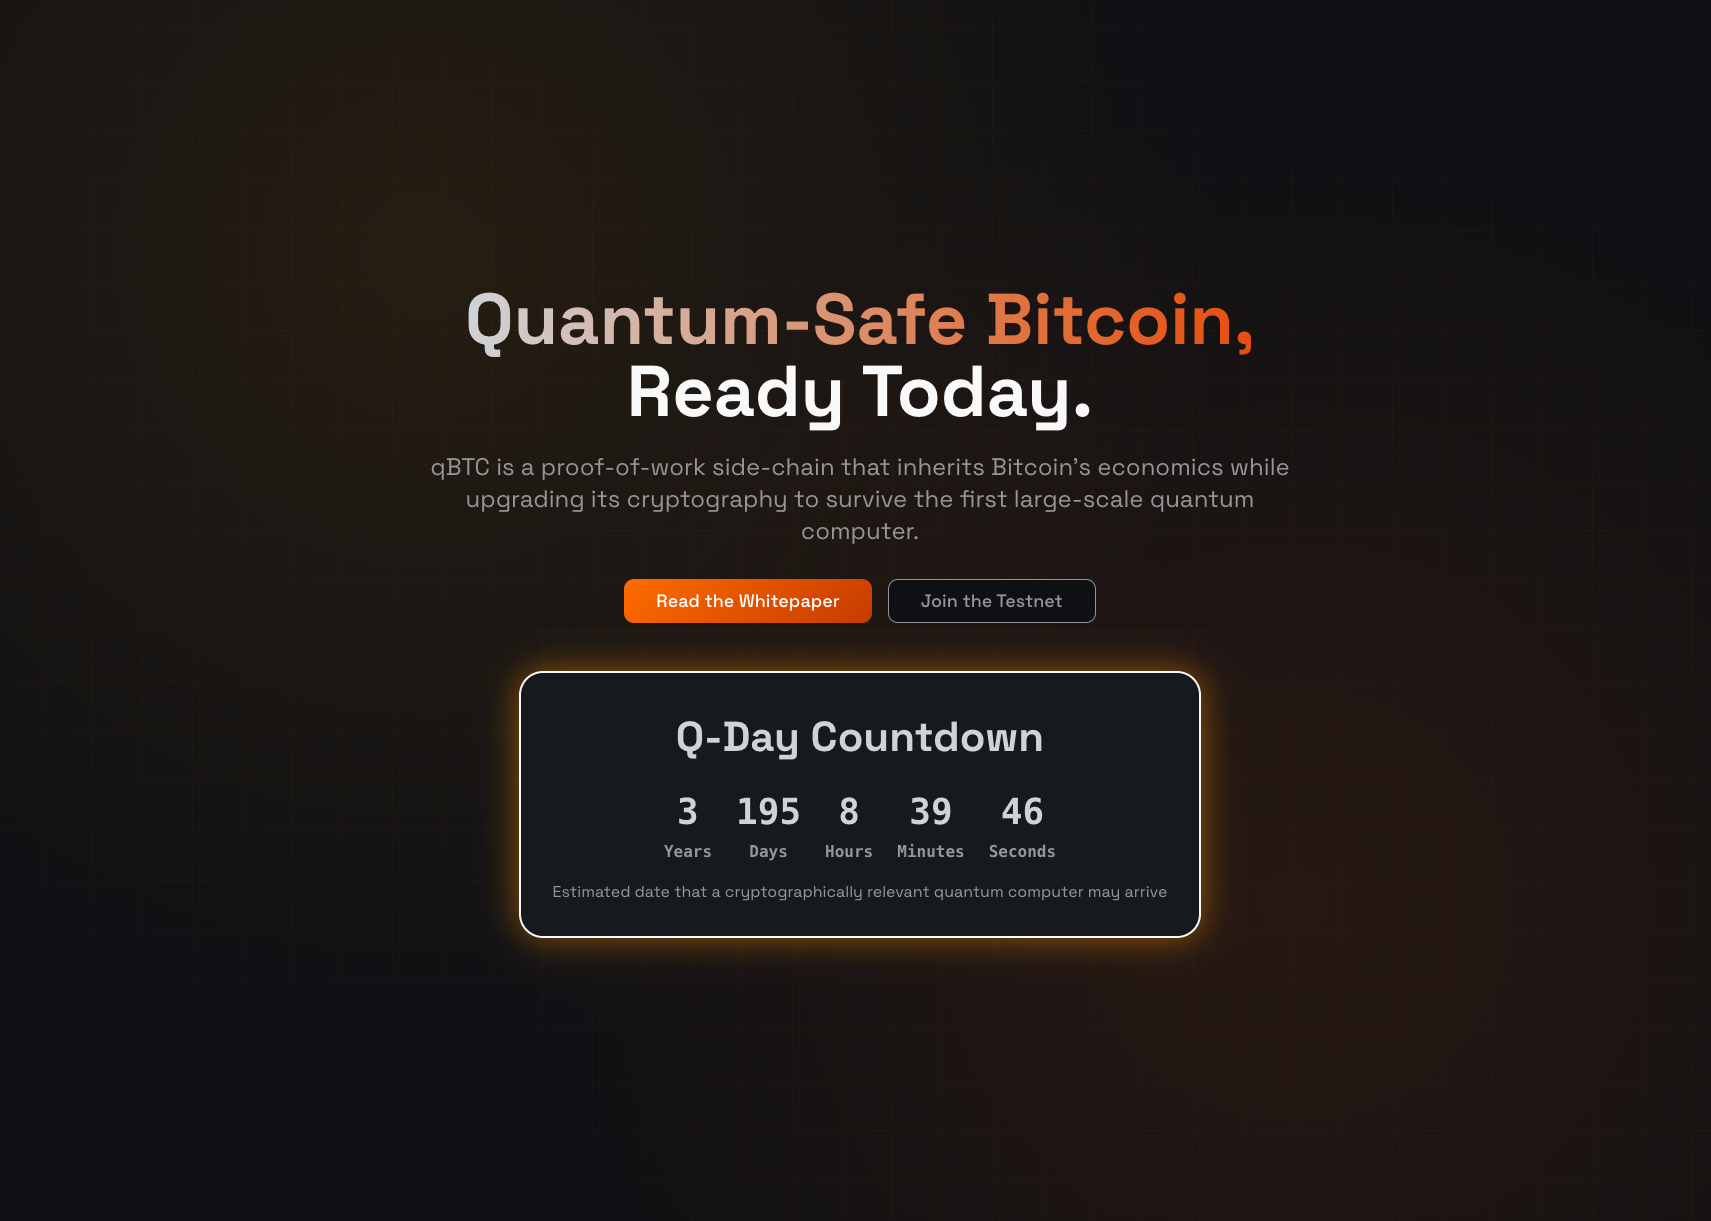 Quantum-Safe Bitcoin,
Ready Today.
qBTC is a proof-of-work side-chain that inherits Bitcoin's economics while
upgrading its cryptography to survive the first large-scale quantum
computer.
Read the Whitepaper Join the Testnet
Q-Day Countdown
3 195 8 39 46
Years Days Hours Minutes Seconds
Estimated date that a cryptographically relevant quantum computer may arrive